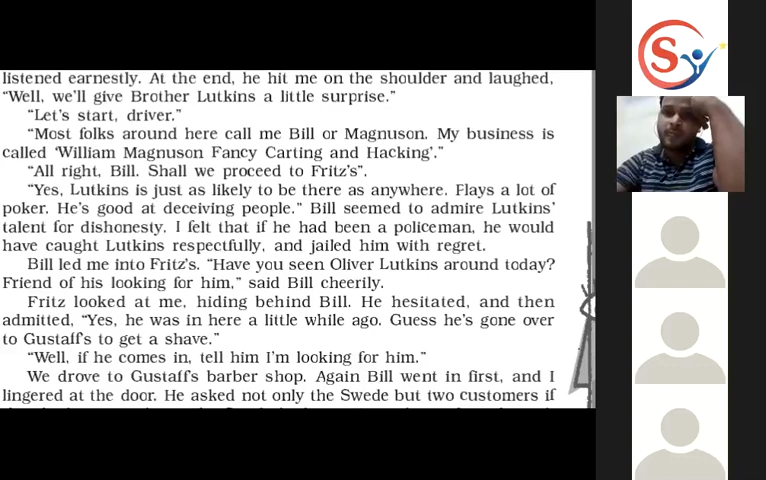 listened earnestly. At the end, he hit me on the shoulder and laughed,
“Well, we’ll give Brother Lutkins a little surprise.”
“Let’s start, driver.”
“Most folks around here call me Bill or Magnuson. My business is
called ‘William Magnuson Fancy Carting and Hacking’.”
“All right, Bill. Shall we proceed to Fritz’s”.
“Yes, Lutkins is just as likely to be there as anywhere. Plays a lot of
poker. He’s good at deceiving people.” Bill seemed to admire Lutkins’
talent for dishonesty. I felt that if he had been a policeman, he would
have caught Lutkins respectfully, and jailed him with regret.
Bill led me into Fritz’s. “Have you seen Oliver Lutkins around today?
Friend of his looking for him,” said Bill cheerily.
Fritz looked at me, hiding behind Bill. He hesitated, and then
admitted, “Yes, he was in here a little while ago. Guess he’s gone over
to Gustaff’s to get a shave.”
“Well, if he comes in, tell him I’m looking for him.”
We drove to Gustaff’s barber shop. Again Bill went in first, and I
lingered at the door. He asked not only the Swede but two customers if
S